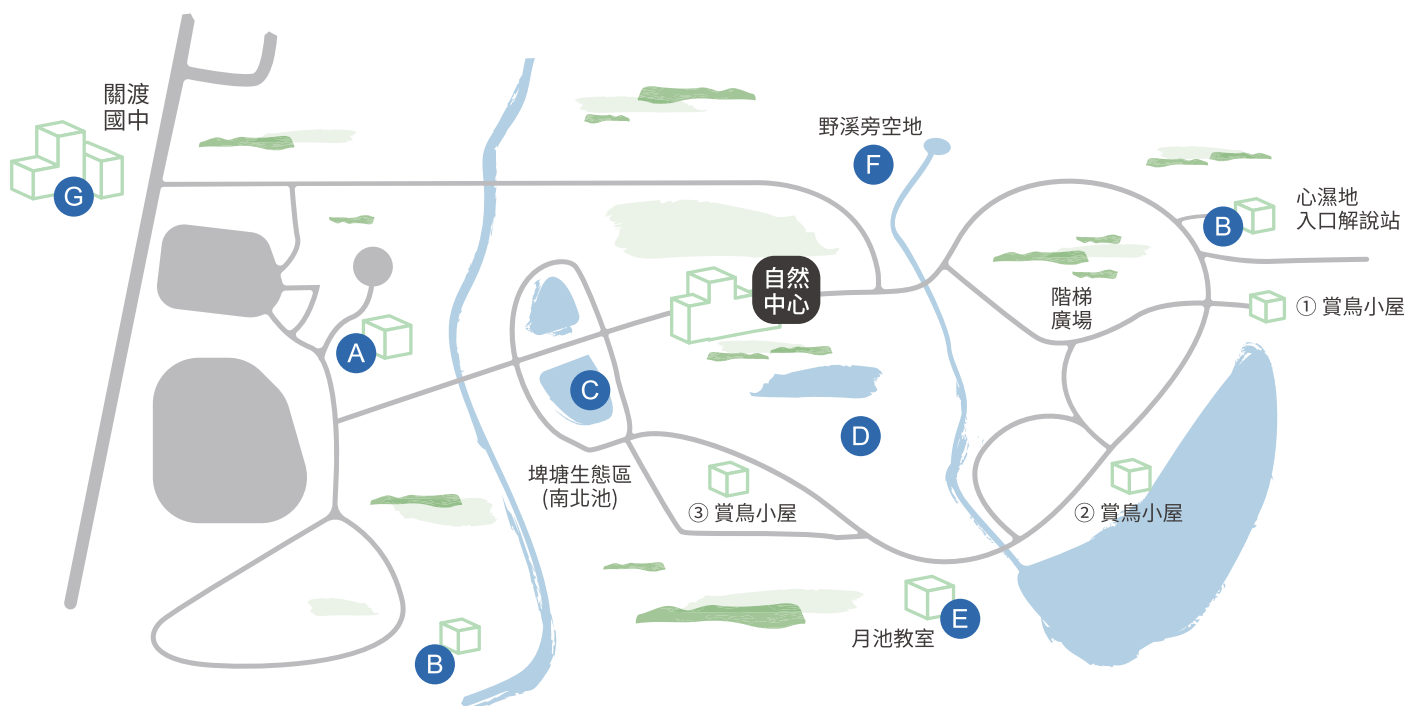 關渡
國中
G
野溪旁空地
F
心濕地
入口解說站
B
自然
中心
階梯
廣場
① 賞鳥小屋
A
C
D
埤塘生態區
(南北池)
③ 賞鳥小屋
② 賞鳥小屋
E
月池教室
B